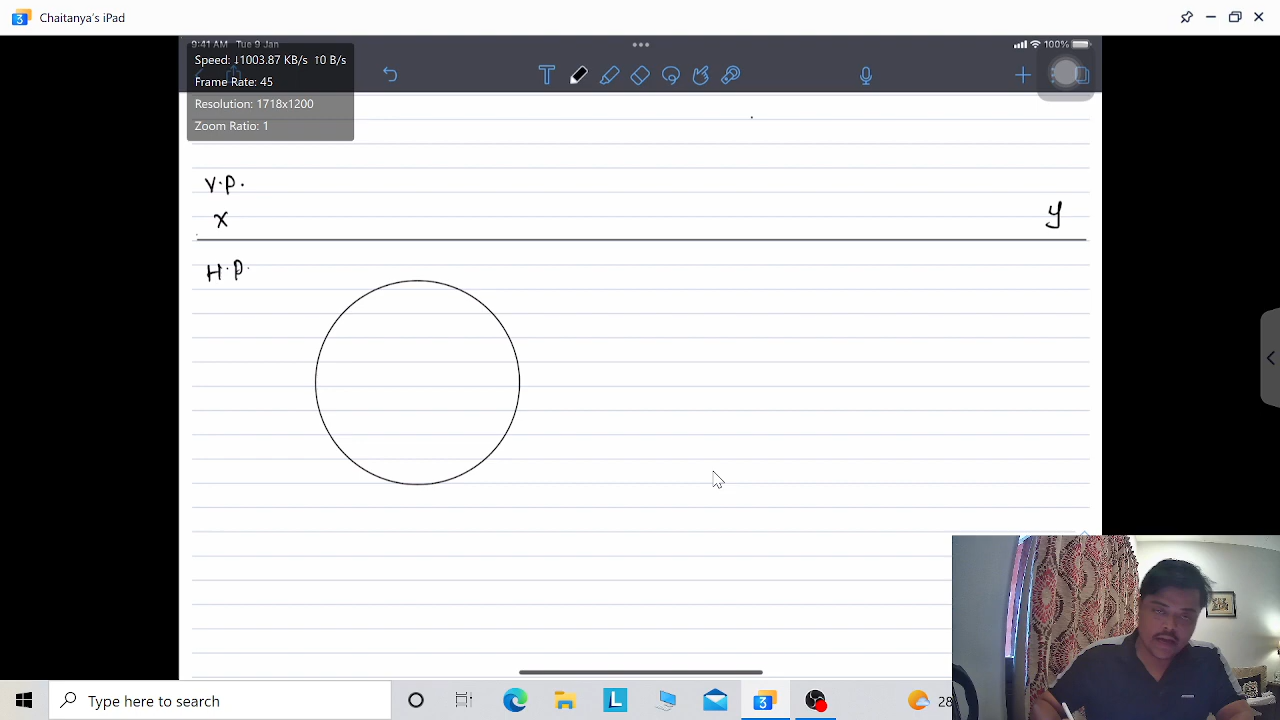 Chaitanya's iPad
9:41 AM Tue 9 Jan
100%
Speed: ↓1003.87 KB/s ↑0 B/s
Frame Rate: 45
Resolution: 1718x1200
Zoom Ratio: 1
V.P.
x
y
H.P.
Type here to search
28